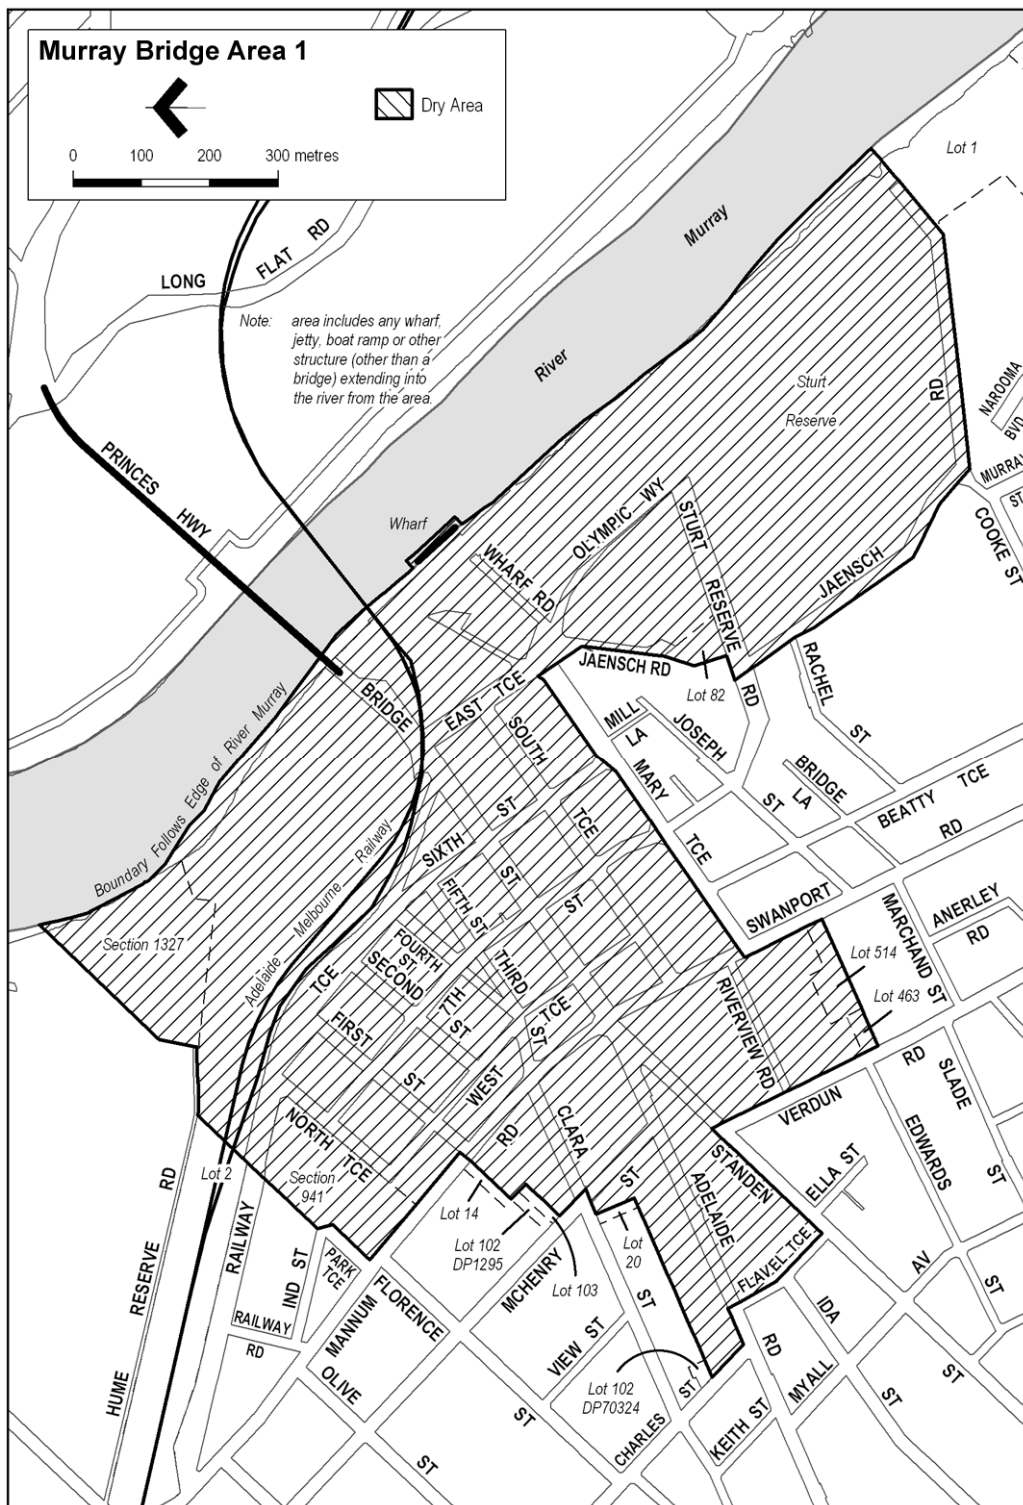 Murray Bridge Area 1
Dry Area
0 100 200 300 metres
Lot 1
LONG FLAT RD
Murray
River
Note: area includes any wharf,
jetty, boat ramp or other
structure (other than a
bridge) extending into
the river from the area.
Sturt
Reserve
RD
NAROOMA
BVD
MURRAY
ST
COOKE ST
PRINCES HWY
Wharf
WHARF RD
OLYMPIC WY
STURT RESERVE RD
JAENSCH
JAENSCH RD
Lot 82
RACHEL ST
BRIDGE
EAST TCE
SOUTH TCE
MILL LA
JOSEPH ST
MARY TCE
BRIDGE LA
BEATTY TCE
RD
Boundary Follows Edge of River Murray
Adelaide Melbourne Railway
SIXTH ST
FIFTH ST
FOURTH ST
SECOND
THIRD ST
ST
ST
7TH ST
FIRST ST
TCE
WEST TCE
NORTH TCE
SWANPORT
MARCHAND ST
ANERLEY RD
Section 1327
Lot 514
Lot 463
RIVERVIEW RD
VERDUN RD
SLADE ST
EDWARDS ST
STANDEN
ELLA ST
CLARA ST
RD
ST
ADELAIDE RD
FLAVEL TCE
Lot 2
Section
941
Lot 14
Lot 102
DP1295
Lot 103
Lot
20
HUME RESERVE RD
RAILWAY
IND ST
PARK
TCE
RAILWAY
RD
MANNUM
FLORENCE ST
MCHENRY
VIEW ST
OLIVE ST
Lot 102
DP70324
CHARLES ST
KEITH ST
MYALL AV
IDA ST